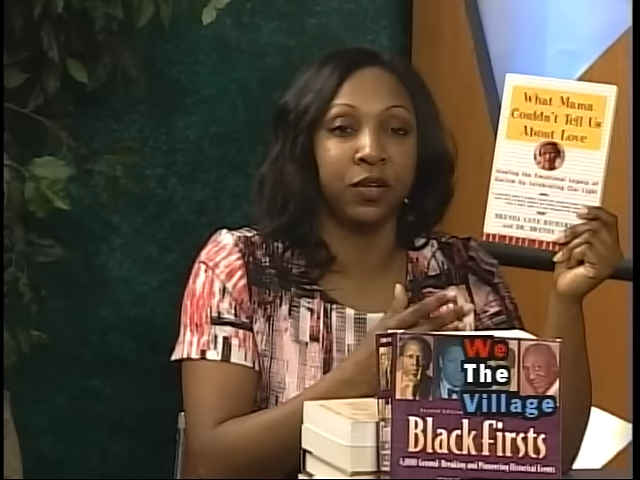 What Mama
Couldn't Tell Us
About Love
Healing the Emotional Legacy of
Racism by Celebrating Our Light
We
The
Village
Second Edition
Black Firsts
4,000 Ground-Breaking and Pioneering Historical Events